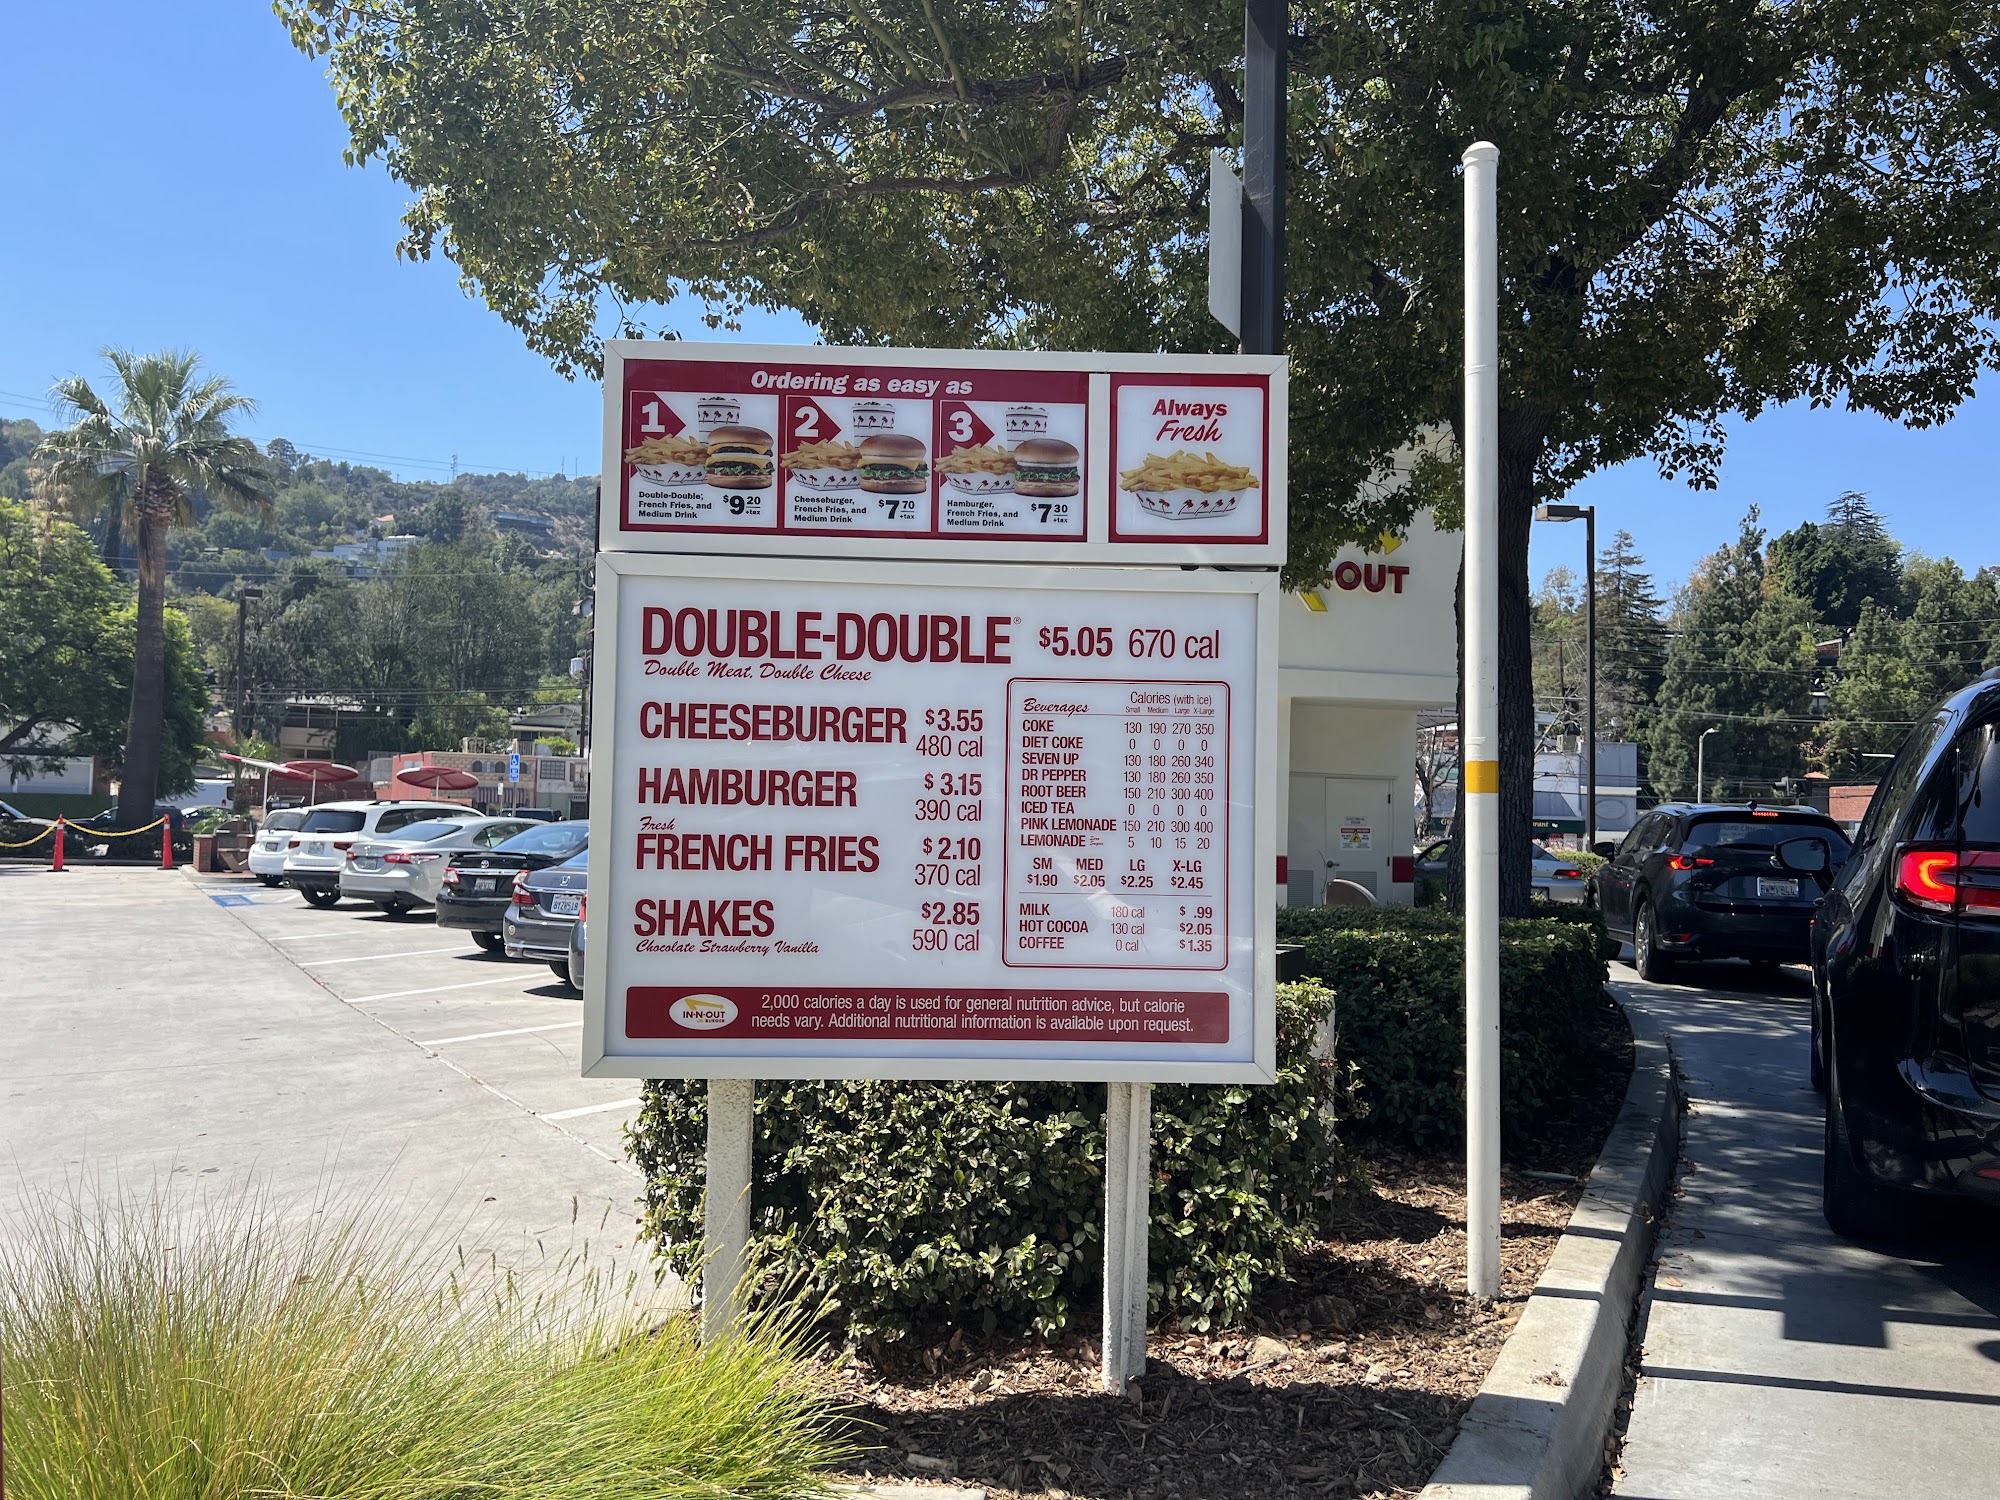 Ordering as easy as
1
Double-Double,®
French Fries, and
Medium Drink
$9 20
+tax
2
Cheeseburger,
French Fries, and
Medium Drink
$7 70
+tax
3
Hamburger,
French Fries, and
Medium Drink
$7 30
+tax
Always
Fresh
-OUT
DOUBLE-DOUBLE® $5.05 670 cal
Double Meat, Double Cheese
CHEESEBURGER $3.55
480 cal
HAMBURGER $3.15
390 cal
Fresh
FRENCH FRIES $2.10
370 cal
SHAKES $2.85
Chocolate Strawberry Vanilla 590 cal
Beverages Calories (with ice)
Small Medium Large X-Large
COKE 130 190 270 350
DIET COKE 0 0 0 0
SEVEN UP 130 180 260 340
DR PEPPER 130 180 260 350
ROOT BEER 150 210 300 400
ICED TEA 0 0 0 0
PINK LEMONADE 150 210 300 400
LEMONADE 5 10 15 20
SM MED LG X-LG
$1.90 $2.05 $2.25 $2.45
MILK 180 cal $ .99
HOT COCOA 130 cal $2.05
COFFEE 0 cal $1.35
IN-N-OUT
BURGER
2,000 calories a day is used for general nutrition advice, but calorie
needs vary. Additional nutritional information is available upon request.